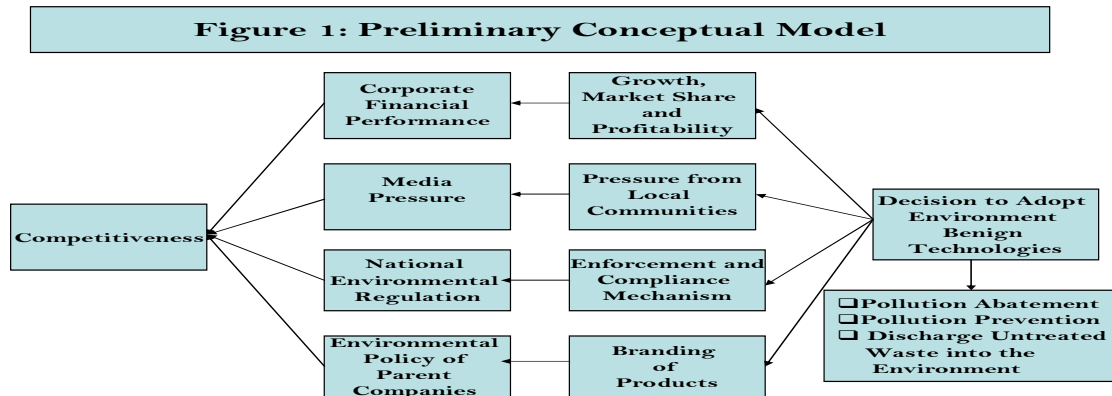 Figure 1: Preliminary Conceptual Model
Corporate
Financial
Performance
Growth,
Market Share
and
Profitability
Media
Pressure
Pressure from
Local
Communities
Competitiveness
Decision to Adopt
Environment
Benign
Technologies
National
Environmental
Regulation
Enforcement and
Compliance
Mechanism
❑Pollution Abatement
❑Pollution Prevention
❑ Discharge Untreated
Waste into the
Environment
Environmental
Policy of
Parent
Companies
Branding
of
Products